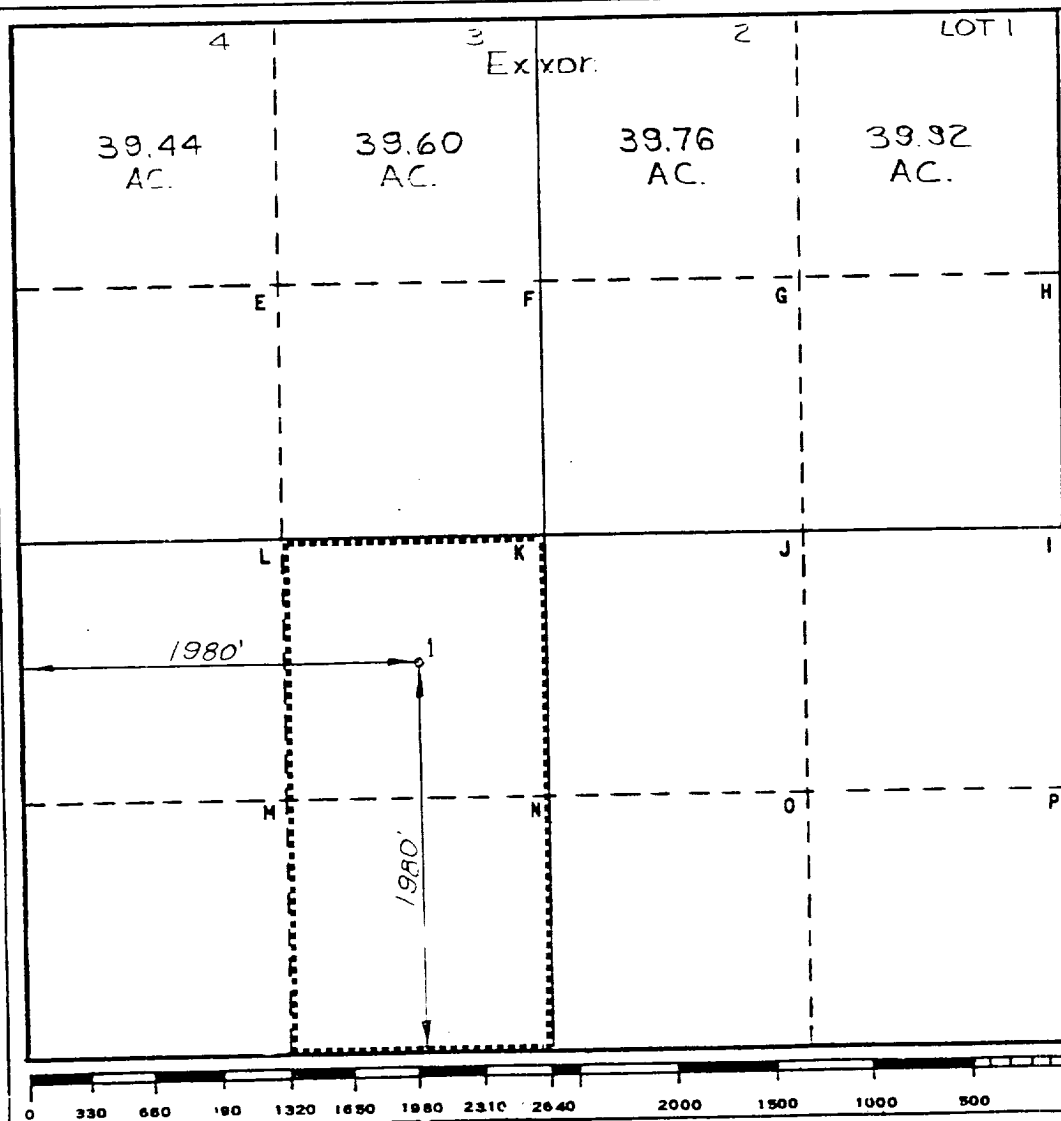 4 3 2 LOT 1
Exxon
39.44 39.60 39.76 39.92
AC. AC. AC. AC.
E F G H
L K J I
1980' 1
M N O P
1980'
0 330 660 190 1320 1650 1980 2310 2640 2000 1500 1000 500